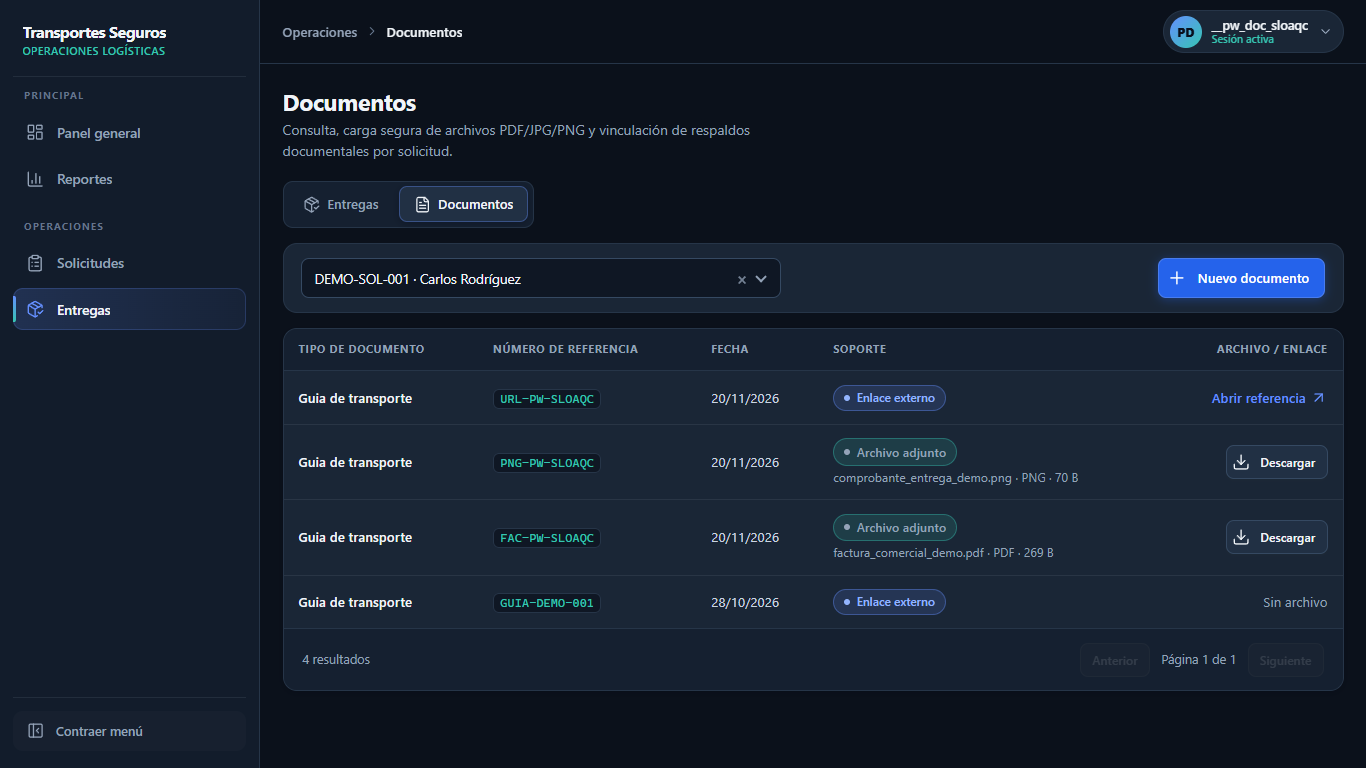 Transportes Seguros
OPERACIONES LOGÍSTICAS
PRINCIPAL
Panel general
Reportes
OPERACIONES
Solicitudes
Entregas
Contraer menú
Operaciones > Documentos
PD
__pw_doc_sloaqc
Sesión activa
Documentos
Consulta, carga segura de archivos PDF/JPG/PNG y vinculación de respaldos
documentales por solicitud.
Entregas Documentos
DEMO-SOL-001 · Carlos Rodríguez
Nuevo documento
TIPO DE DOCUMENTO NÚMERO DE REFERENCIA FECHA SOPORTE ARCHIVO / ENLACE
Guia de transporte URL-PW-SLOAQC 20/11/2026 Enlace externo Abrir referencia
Guia de transporte PNG-PW-SLOAQC 20/11/2026 Archivo adjunto Descargar
comprobante_entrega_demo.png · PNG · 70 B
Guia de transporte FAC-PW-SLOAQC 20/11/2026 Archivo adjunto Descargar
factura_comercial_demo.pdf · PDF · 269 B
Guia de transporte GUIA-DEMO-001 28/10/2026 Enlace externo Sin archivo
4 resultados Anterior Página 1 de 1 Siguiente